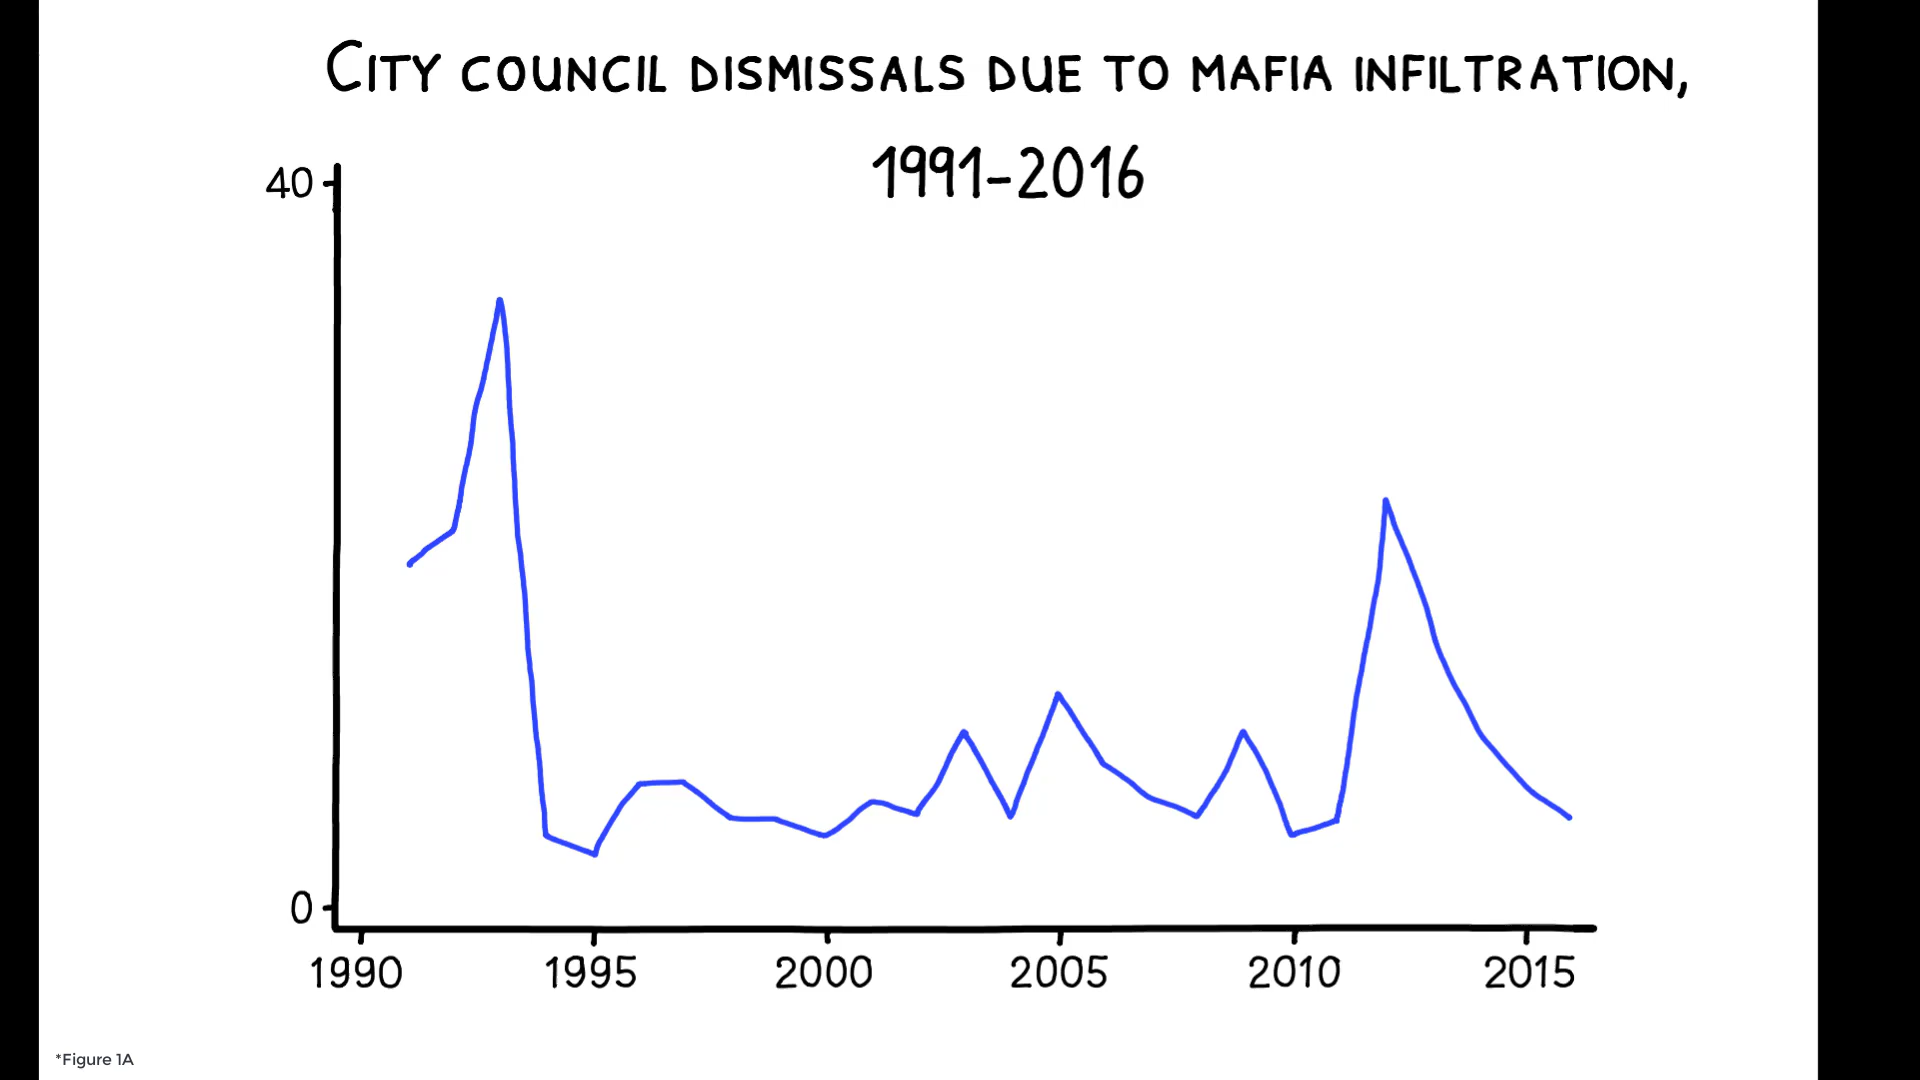 CITY COUNCIL DISMISSALS DUE TO MAFIA INFILTRATION,
1991-2016
40
0
1990 1995 2000 2005 2010 2015
*Figure 1A